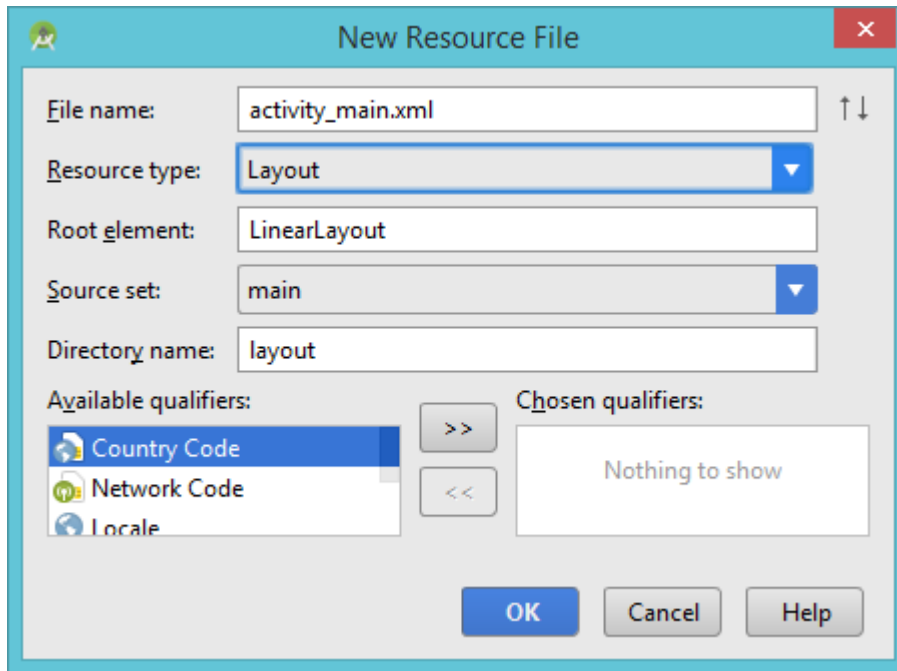 New Resource File
File name: activity_main.xml
Resource type: Layout
Root element: LinearLayout
Source set: main
Directory name: layout
Available qualifiers: Chosen qualifiers:
Country Code >> Nothing to show
Network Code <<
Locale
OK Cancel Help